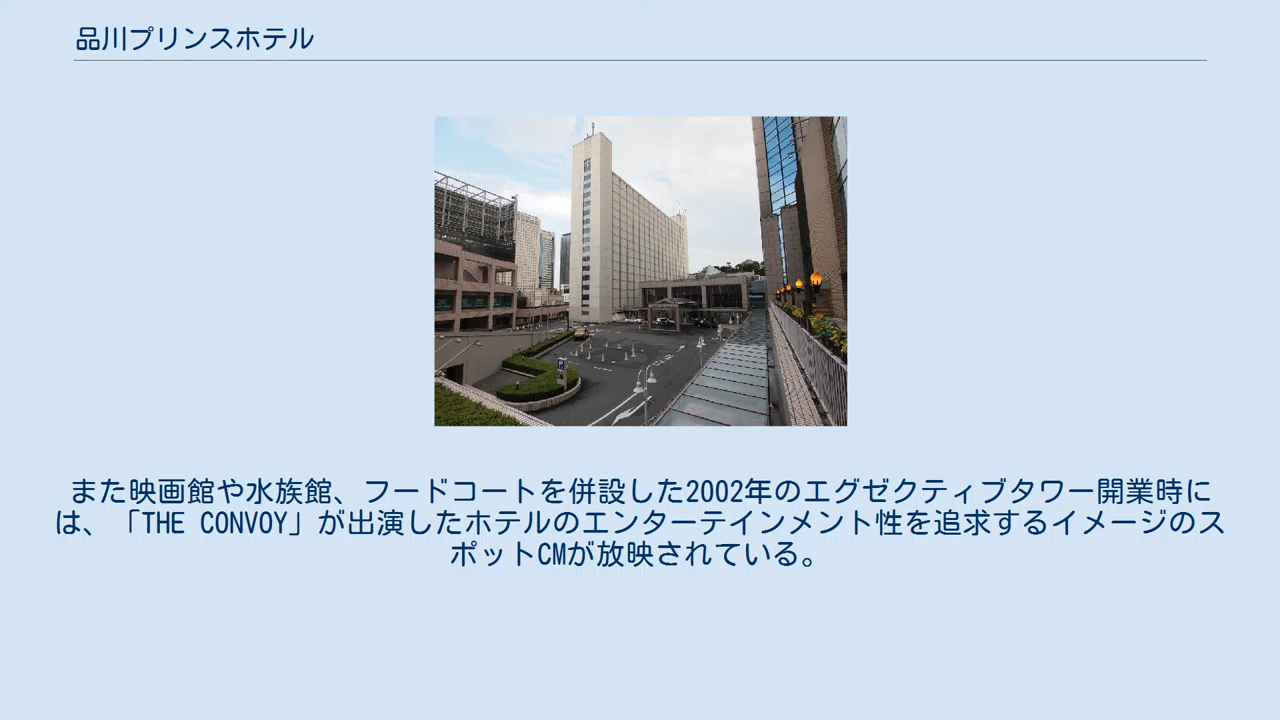 品川プリンスホテル
また映画館や水族館、フードコートを併設した2002年のエグゼクティブタワー開業時に
は、「THE CONVOY」が出演したホテルのエンターテインメント性を追求するイメージのス
ポットCMが放映されている。